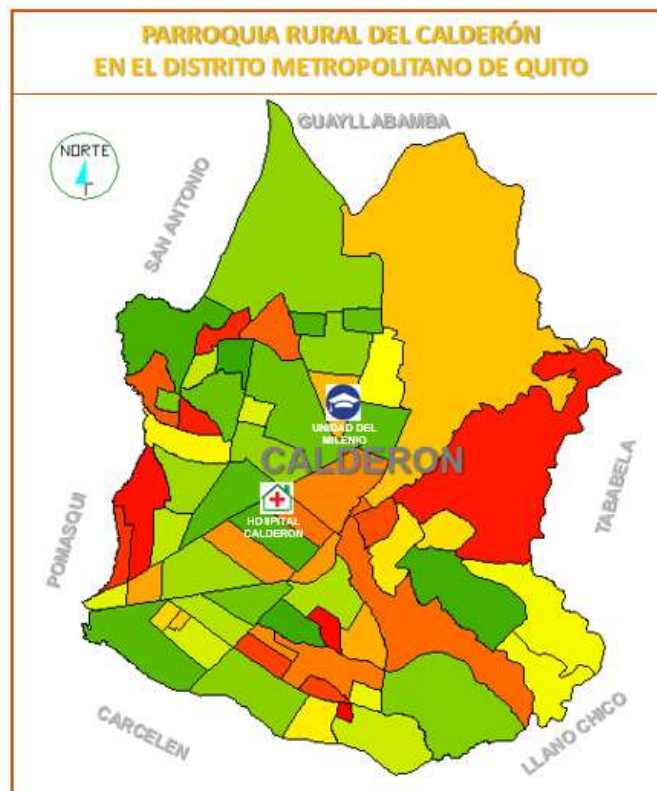 PARROQUIA RURAL DEL CALDERÓN
EN EL DISTRITO METROPOLITANO DE QUITO
GUAYLLABAMBA
NORTE
SAN ANTONIO
UNIDAD DEL
MILENIO
CALDERON
HOSPITAL
CALDERON
TABABELA
POMASQUI
CARCELEN
LLANO CHICO